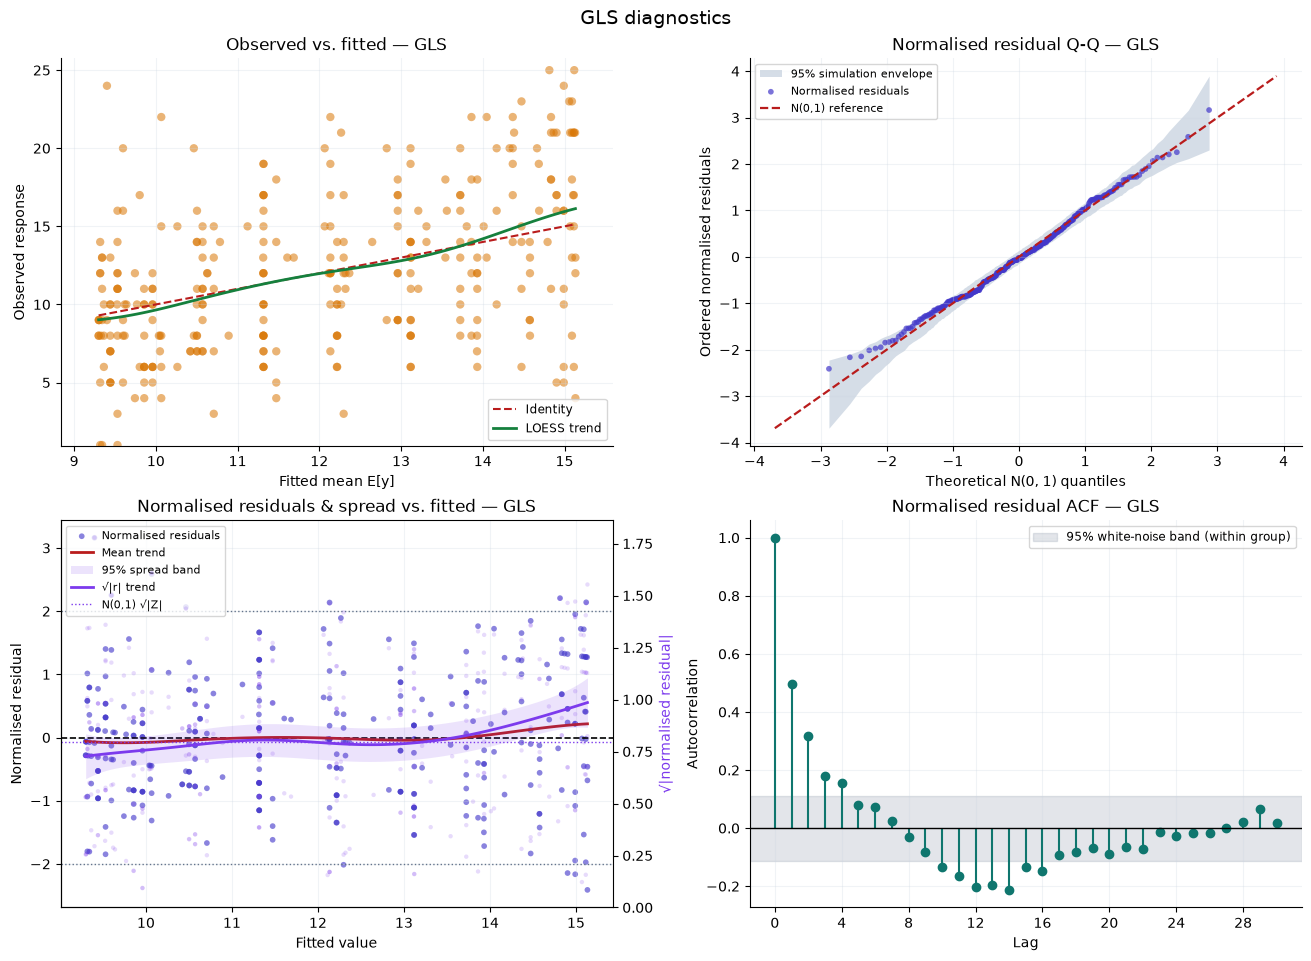 GLS diagnostics
Observed vs. fitted — GLS
Observed response
25
20
15
10
5
9
10
11
12
13
14
15
Fitted mean E[y]
Identity
LOESS trend
Normalised residual Q-Q — GLS
Ordered normalised residuals
4
3
2
1
0
−1
−2
−3
−4
−4
−3
−2
−1
0
1
2
3
4
Theoretical N(0, 1) quantiles
95% simulation envelope
Normalised residuals
N(0,1) reference
Normalised residuals & spread vs. fitted — GLS
Normalised residual
3
2
1
0
−1
−2
10
11
12
13
14
15
Fitted value
Normalised residuals
Mean trend
95% spread band
√|r| trend
N(0,1) √|Z|
1.75
1.50
1.25
1.00
0.75
0.50
0.25
0.00
√|normalised residual|
Normalised residual ACF — GLS
Autocorrelation
1.0
0.8
0.6
0.4
0.2
0.0
−0.2
0
4
8
12
16
20
24
28
Lag
95% white-noise band (within group)